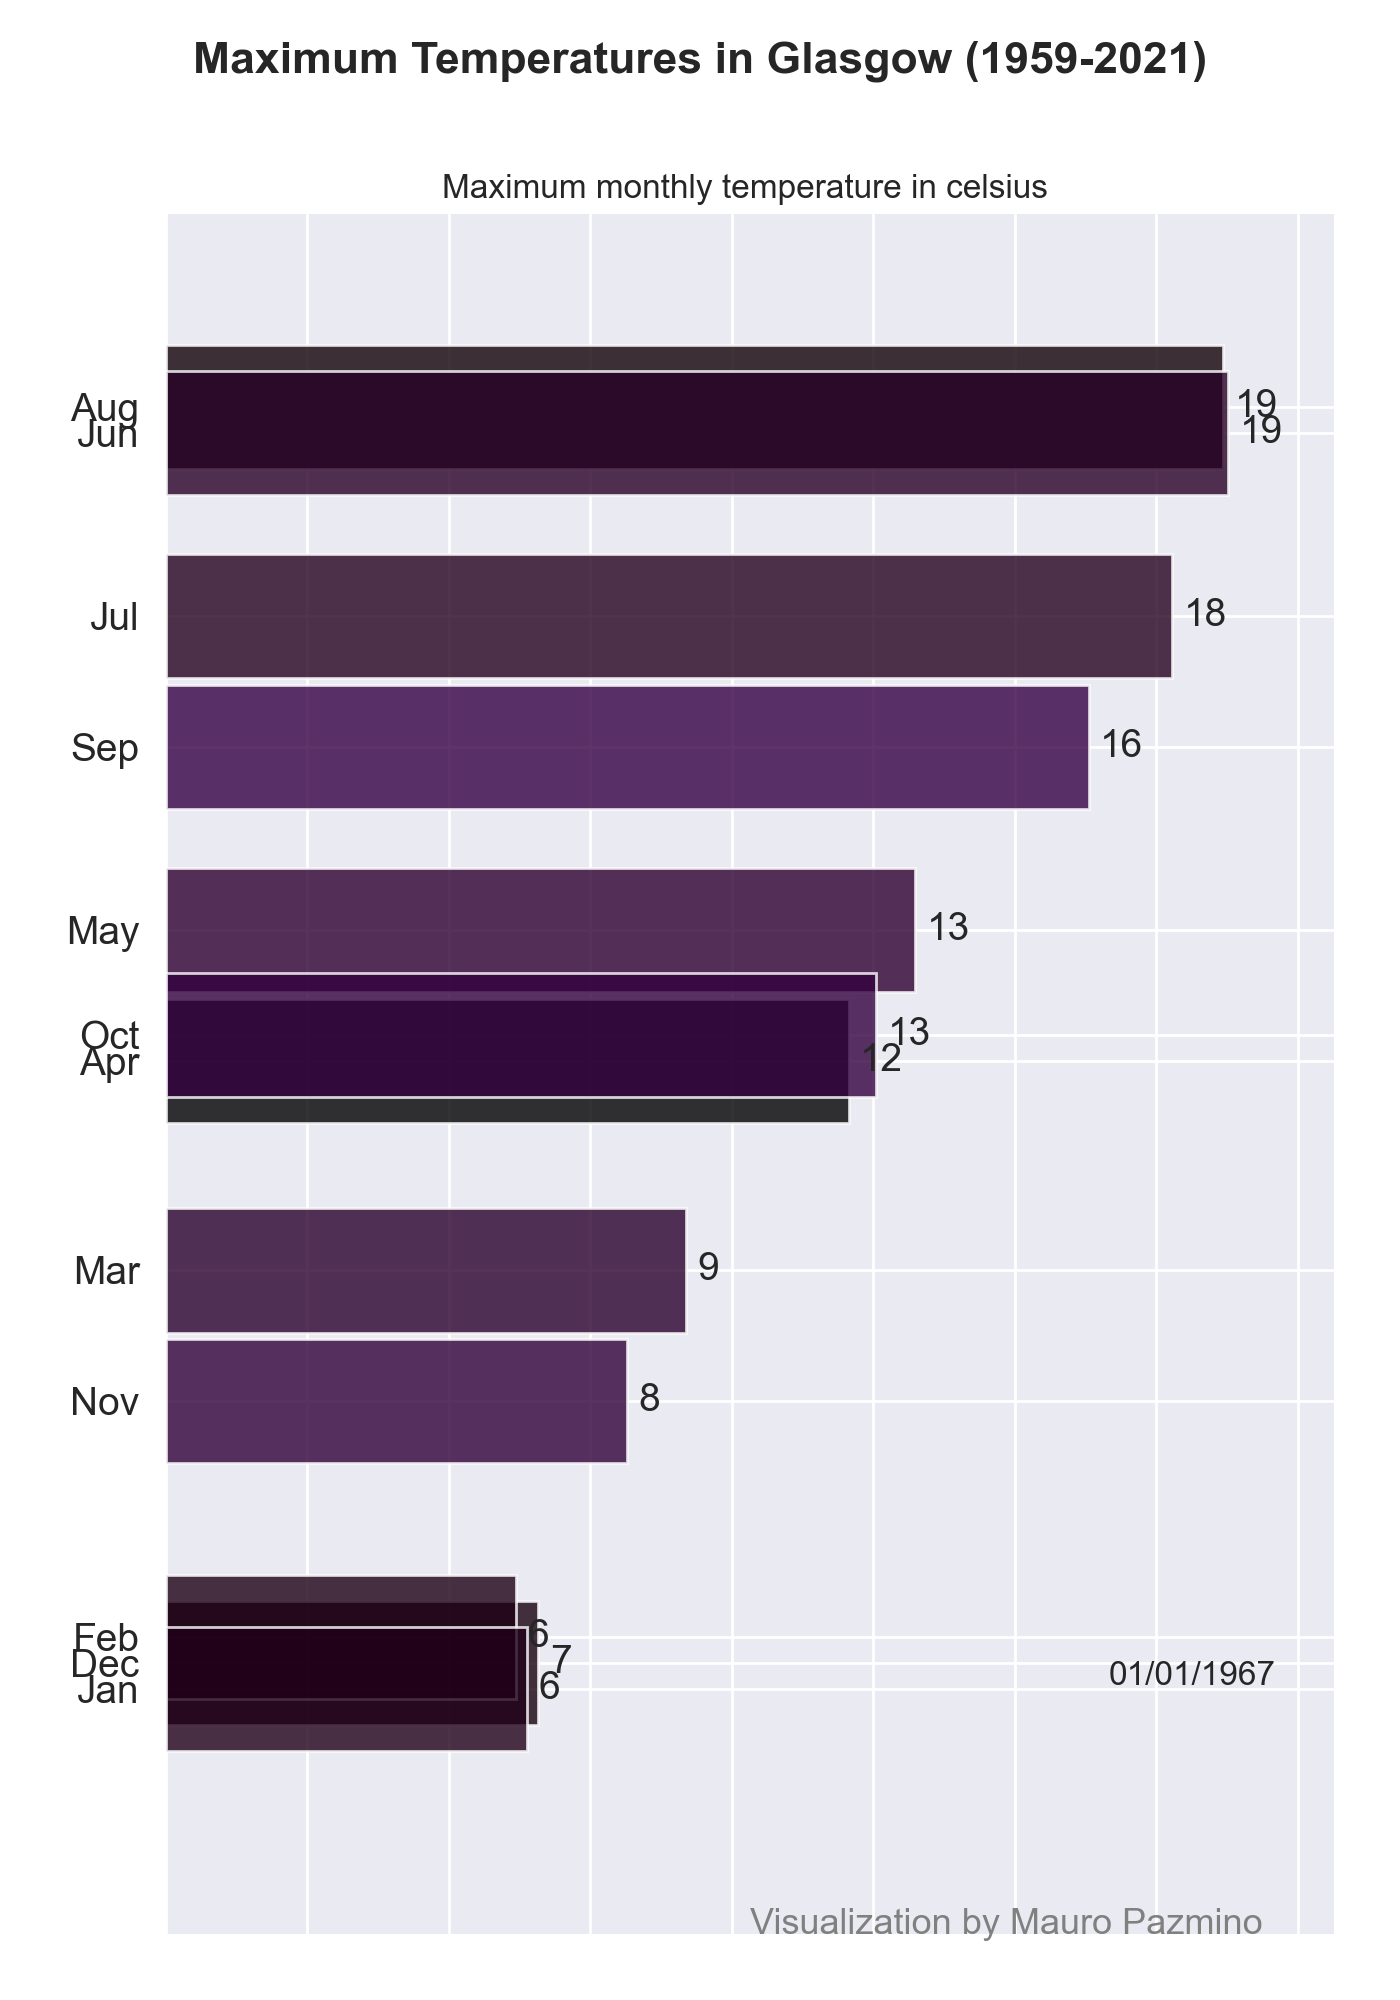 Maximum Temperatures in Glasgow (1959-2021)
Maximum monthly temperature in celsius
Aug 19
Jun 19
Jul 18
Sep 16
May 13
Oct 13
Apr 12
Mar 9
Nov 8
Feb 6
Dec 7
01/01/1967
Jan 6
Visualization by Mauro Pazmino